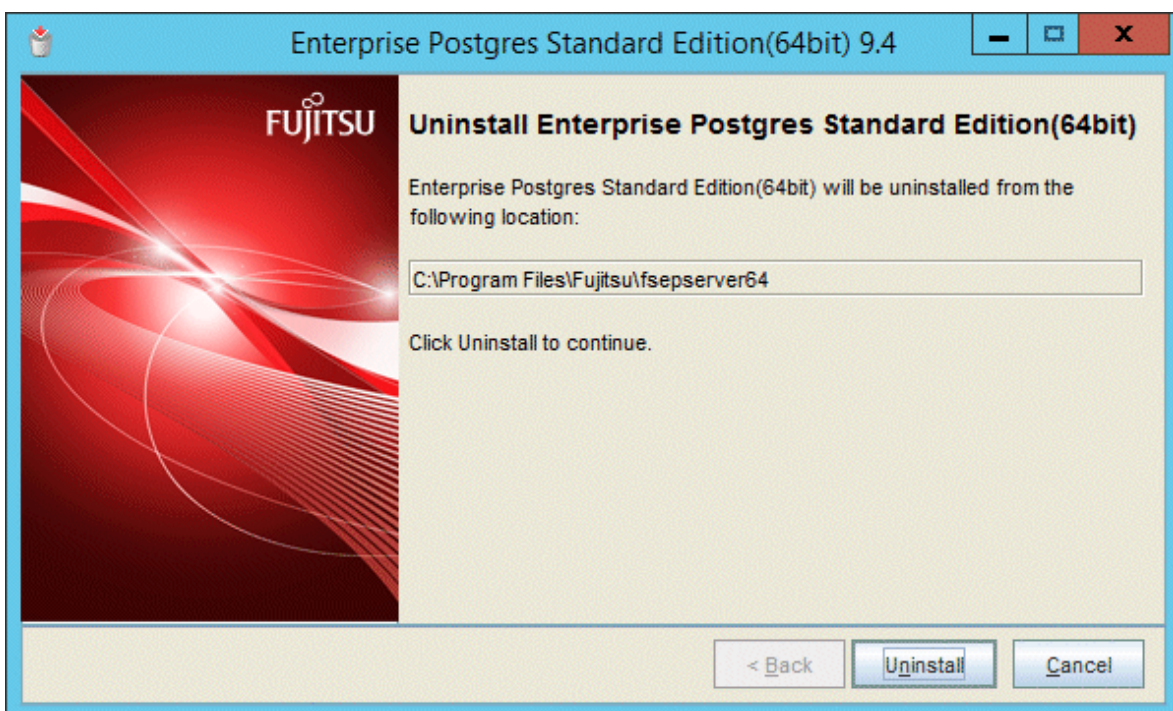 Enterprise Postgres Standard Edition(64bit) 9.4
FUJITSU
Uninstall Enterprise Postgres Standard Edition(64bit)
Enterprise Postgres Standard Edition(64bit) will be uninstalled from the
following location:
C:\Program Files\Fujitsu\fsepserver64
Click Uninstall to continue.
< Back
Uninstall
Cancel